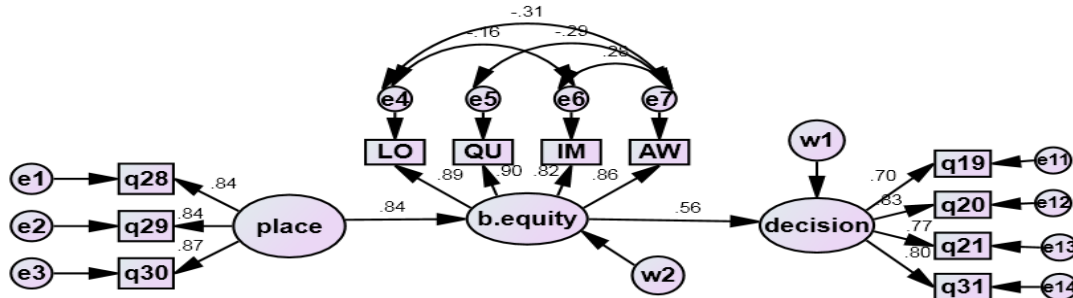 -.31
-.16 -.29
.28
e4 e5 e6 e7
LO QU IM AW
w1
e1 q28 .84 .89 .90 .82 .86 .70 q19 e11
e2 q29 .84 place .84 b.equity .56 decision .83 q20 e12
e3 q30 .87 w2 .77 q21 e13
.80 q31 e14